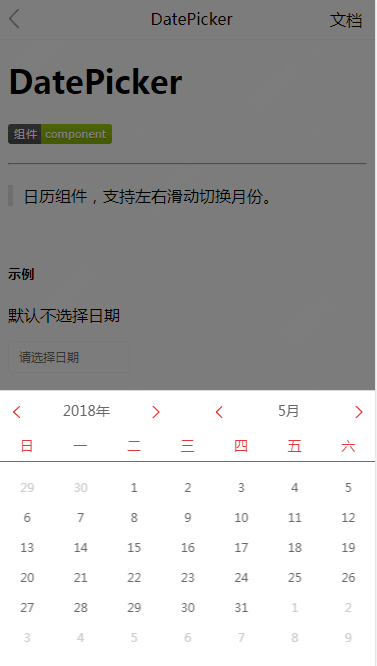 DatePicker 文档
DatePicker
组件 component
日历组件，支持左右滑动切换月份。
示例
默认不选择日期
请选择日期
2018年 5月
日 一 二 三 四 五 六
29 30 1 2 3 4 5
6 7 8 9 10 11 12
13 14 15 16 17 18 19
20 21 22 23 24 25 26
27 28 29 30 31 1 2
3 4 5 6 7 8 9